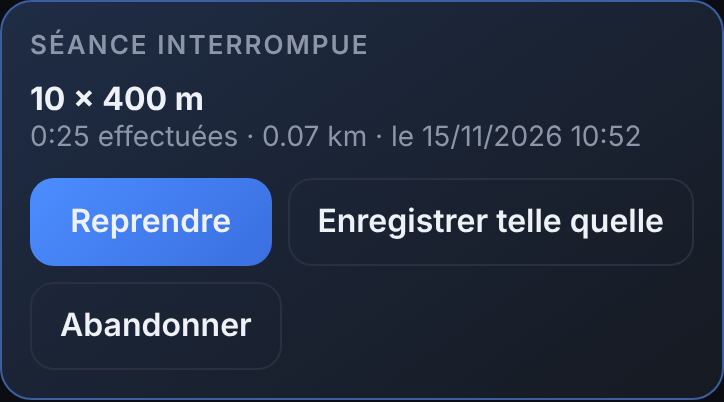 SÉANCE INTERROMPUE
10 × 400 m
0:25 effectuées · 0.07 km · le 15/11/2026 10:52
Reprendre
Enregistrer telle quelle
Abandonner